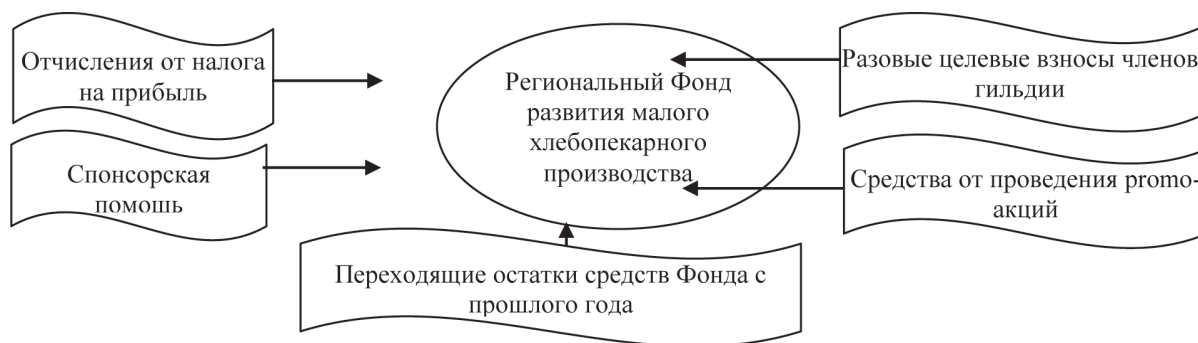 Отчисления от налога
на прибыль
Спонсорская
помошь
Региональный Фонд
развития малого
хлебопекарного
производства
Разовые целевые взносы членов
гильдии
Средства от проведения promo-
акций
Переходящие остатки средств Фонда с
прошлого года